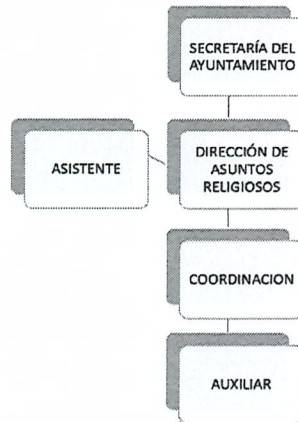 SECRETARÍA DEL
AYUNTAMIENTO
ASISTENTE
DIRECCIÓN DE
ASUNTOS
RELIGIOSOS
COORDINACION
AUXILIAR